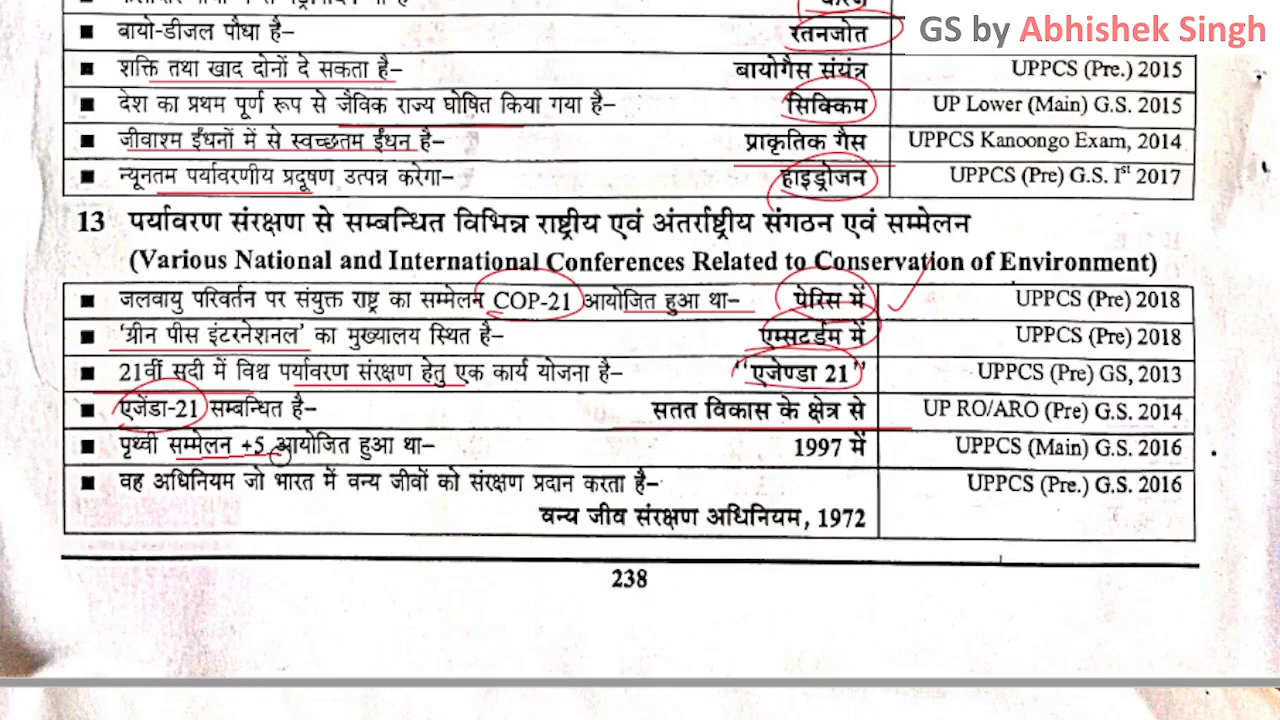 GS by Abhishek Singh
■ बायो-डीजल पौधा है– रतनजोत
■ शक्ति तथा खाद दोनों दे सकता है– बायोगैस संयंत्र UPPCS (Pre.) 2015
■ देश का प्रथम पूर्ण रूप से जैविक राज्य घोषित किया गया है– सिक्किम UP Lower (Main) G.S. 2015
■ जीवाश्म ईंधनों में से स्वच्छतम ईंधन है– प्राकृतिक गैस UPPCS Kanoongo Exam, 2014
■ न्यूनतम पर्यावरणीय प्रदूषण उत्पन्न करेगा– हाइड्रोजन UPPCS (Pre) G.S. Ist 2017
13 पर्यावरण संरक्षण से सम्बन्धित विभिन्न राष्ट्रीय एवं अंतर्राष्ट्रीय संगठन एवं सम्मेलन
(Various National and International Conferences Related to Conservation of Environment)
■ जलवायु परिवर्तन पर संयुक्त राष्ट्र का सम्मेलन COP-21 आयोजित हुआ था– पेरिस में UPPCS (Pre) 2018
■ ‘ग्रीन पीस इंटरनेशनल’ का मुख्यालय स्थित है– एम्सटर्डम में UPPCS (Pre) 2018
■ 21वीं सदी में विश्व पर्यावरण संरक्षण हेतु एक कार्य योजना है– “एजेण्डा 21” UPPCS (Pre) GS, 2013
■ एजेंडा-21 सम्बन्धित है– सतत विकास के क्षेत्र से UP RO/ARO (Pre) G.S. 2014
■ पृथ्वी सम्मेलन +5 आयोजित हुआ था– 1997 में UPPCS (Main) G.S. 2016
■ वह अधिनियम जो भारत में वन्य जीवों को संरक्षण प्रदान करता है– UPPCS (Pre.) G.S. 2016
वन्य जीव संरक्षण अधिनियम, 1972
238